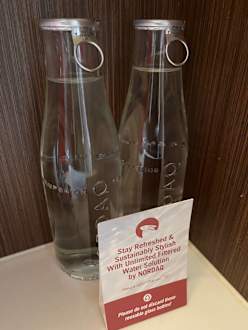 NORDAQ
Stay Refreshed &
Sustainably Stylish
With Unlimited Filtered
Water Solution
by NORDAQ
Please do not discard these
reusable glass bottles!